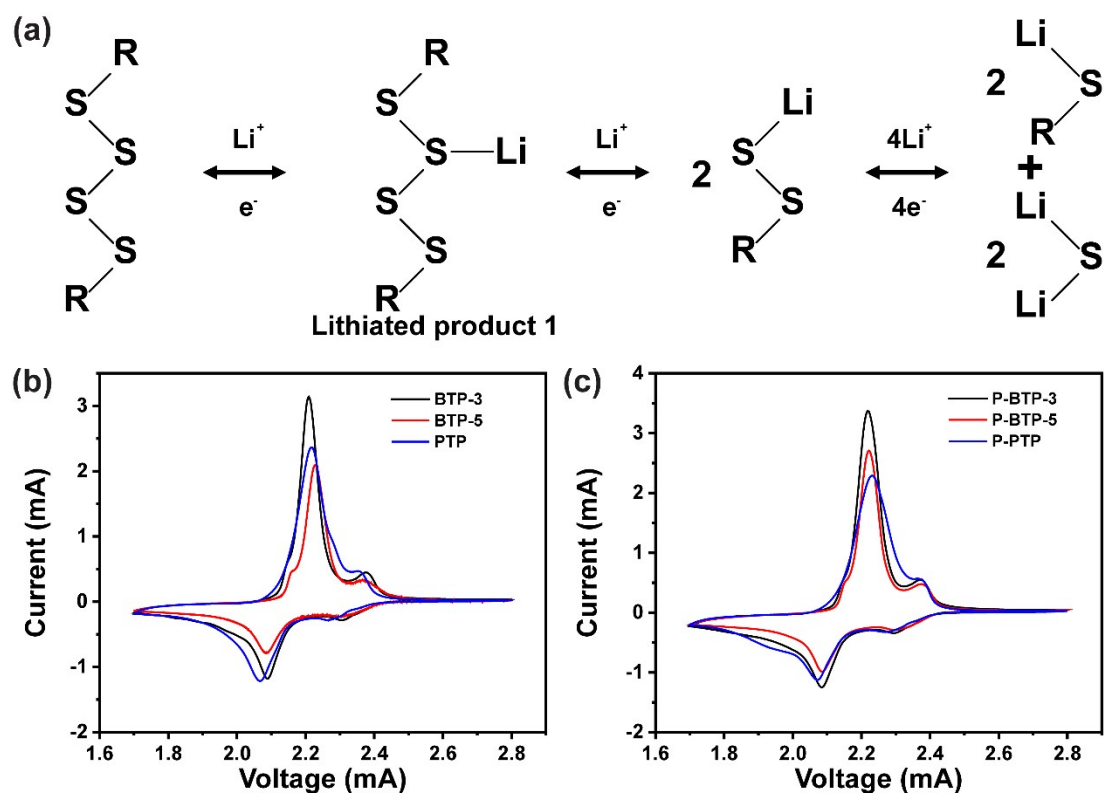 (a)
R
S
S
S
S
R
Li⁺
e⁻
R
S
S
Li
S
S
R
Lithiated product 1
Li⁺
e⁻
2
Li
S
S
R
4Li⁺
4e⁻
2
Li
S
R
+
2
Li
S
Li
(b)
BTP-3
BTP-5
PTP
3
2
1
0
-1
-2
1.6 1.8 2.0 2.2 2.4 2.6 2.8
Voltage (mA)
Current (mA)
(c)
P-BTP-3
P-BTP-5
P-PTP
4
3
2
1
0
-1
-2
1.6 1.8 2.0 2.2 2.4 2.6 2.8
Voltage (mA)
Current (mA)